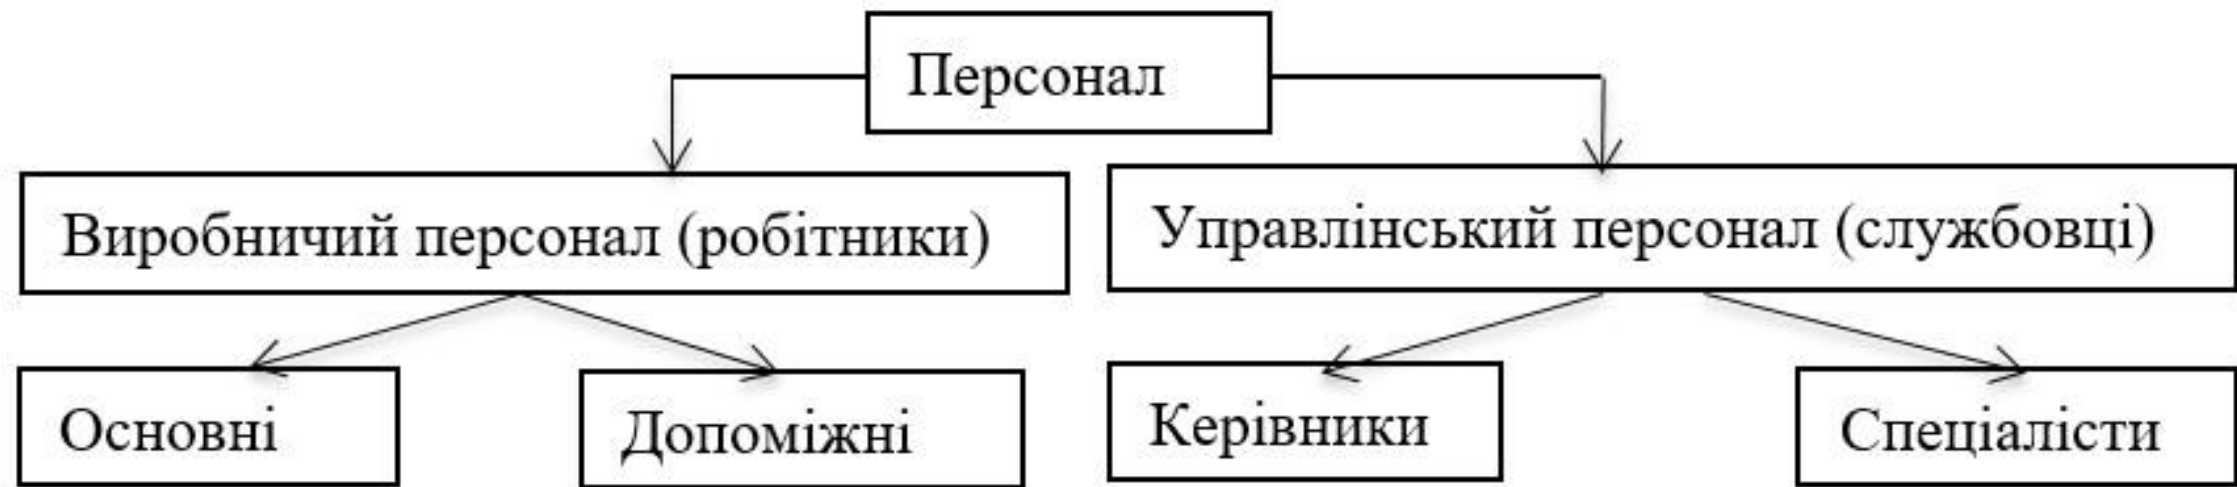 Персонал
Виробничий персонал (робітники)
Управлінський персонал (службовці)
Основні
Допоміжні
Керівники
Спеціалісти